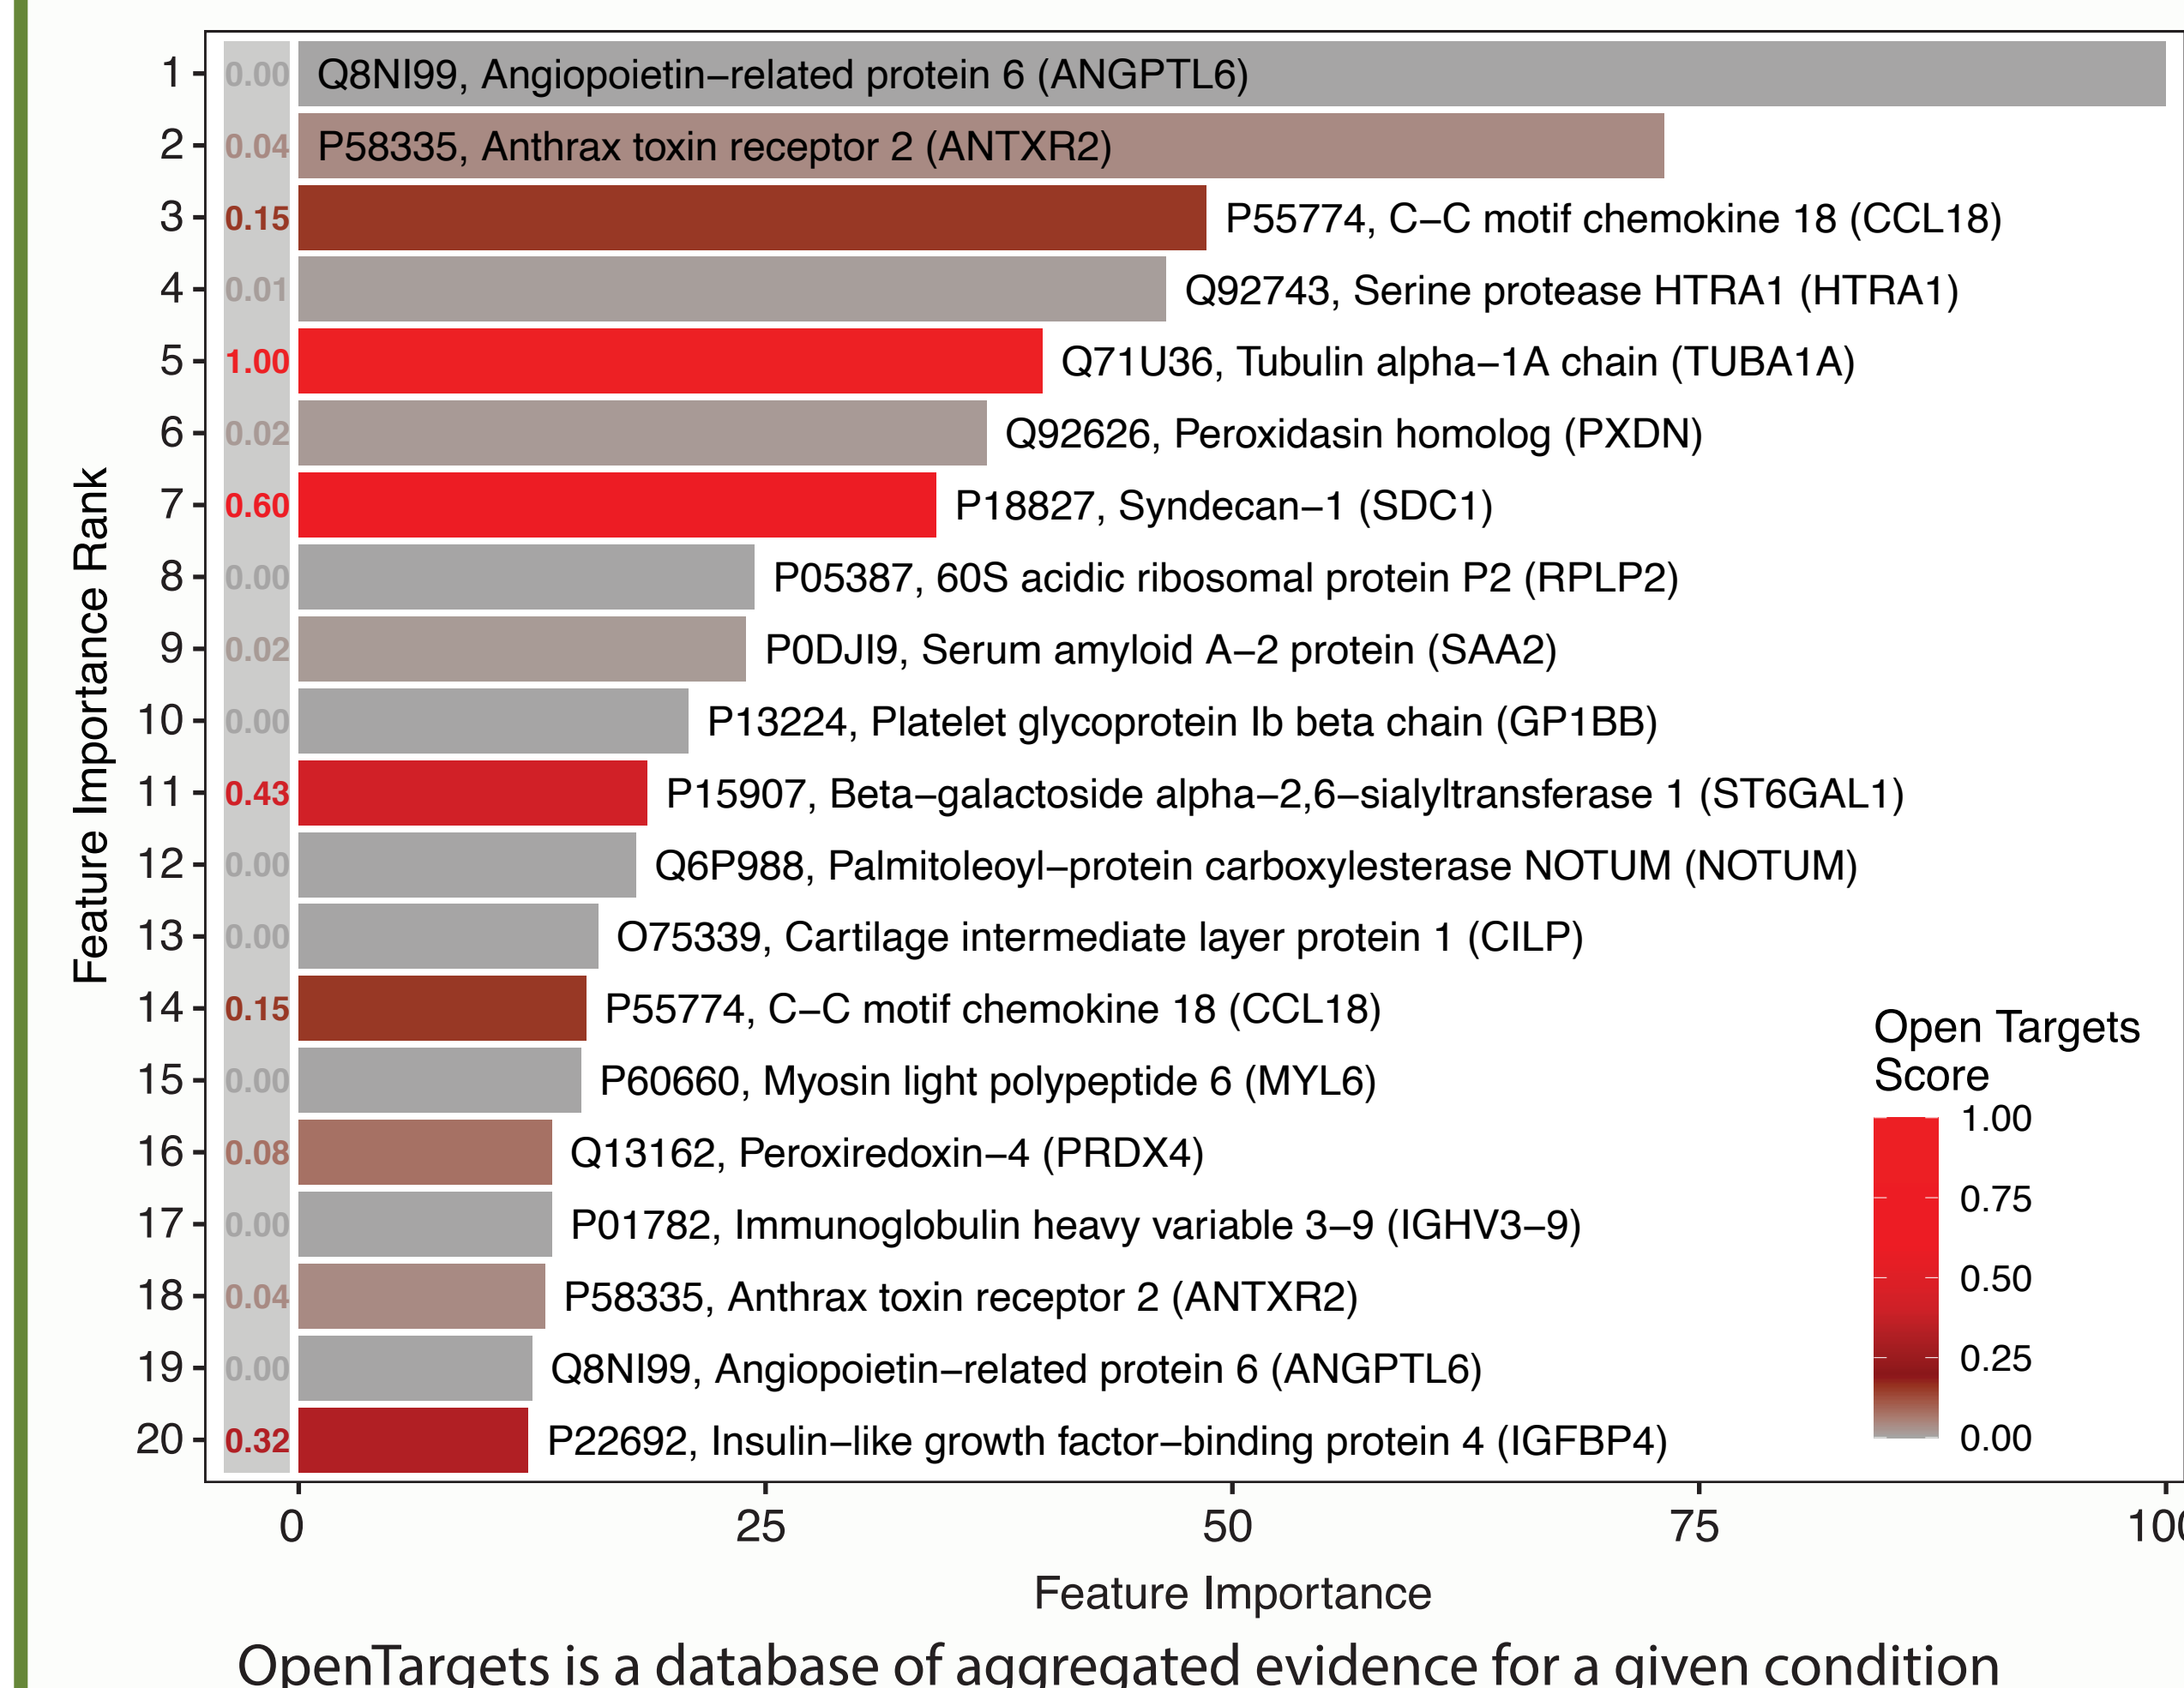 1 0.00 Q8NI99, Angiopoietin−related protein 6 (ANGPTL6)
2 0.04 P58335, Anthrax toxin receptor 2 (ANTXR2)
3 0.15 P55774, C−C motif chemokine 18 (CCL18)
4 0.01 Q92743, Serine protease HTRA1 (HTRA1)
5 1.00 Q71U36, Tubulin alpha−1A chain (TUBA1A)
6 0.02 Q92626, Peroxidasin homolog (PXDN)
7 0.60 P18827, Syndecan−1 (SDC1)
8 0.00 P05387, 60S acidic ribosomal protein P2 (RPLP2)
9 0.02 P0DJI9, Serum amyloid A−2 protein (SAA2)
10 0.00 P13224, Platelet glycoprotein Ib beta chain (GP1BB)
11 0.43 P15907, Beta−galactoside alpha−2,6−sialyltransferase 1 (ST6GAL1)
12 0.00 Q6P988, Palmitoleoyl−protein carboxylesterase NOTUM (NOTUM)
13 0.00 O75339, Cartilage intermediate layer protein 1 (CILP)
14 0.15 P55774, C−C motif chemokine 18 (CCL18)
15 0.00 P60660, Myosin light polypeptide 6 (MYL6)
16 0.08 Q13162, Peroxiredoxin−4 (PRDX4)
17 0.00 P01782, Immunoglobulin heavy variable 3−9 (IGHV3−9)
18 0.04 P58335, Anthrax toxin receptor 2 (ANTXR2)
19 0.00 Q8NI99, Angiopoietin−related protein 6 (ANGPTL6)
20 0.32 P22692, Insulin−like growth factor−binding protein 4 (IGFBP4)
Feature Importance Rank
Open Targets
Score
1.00
0.75
0.50
0.25
0.00
0 25 50 75 100
Feature Importance
OpenTargets is a database of aggregated evidence for a given condition